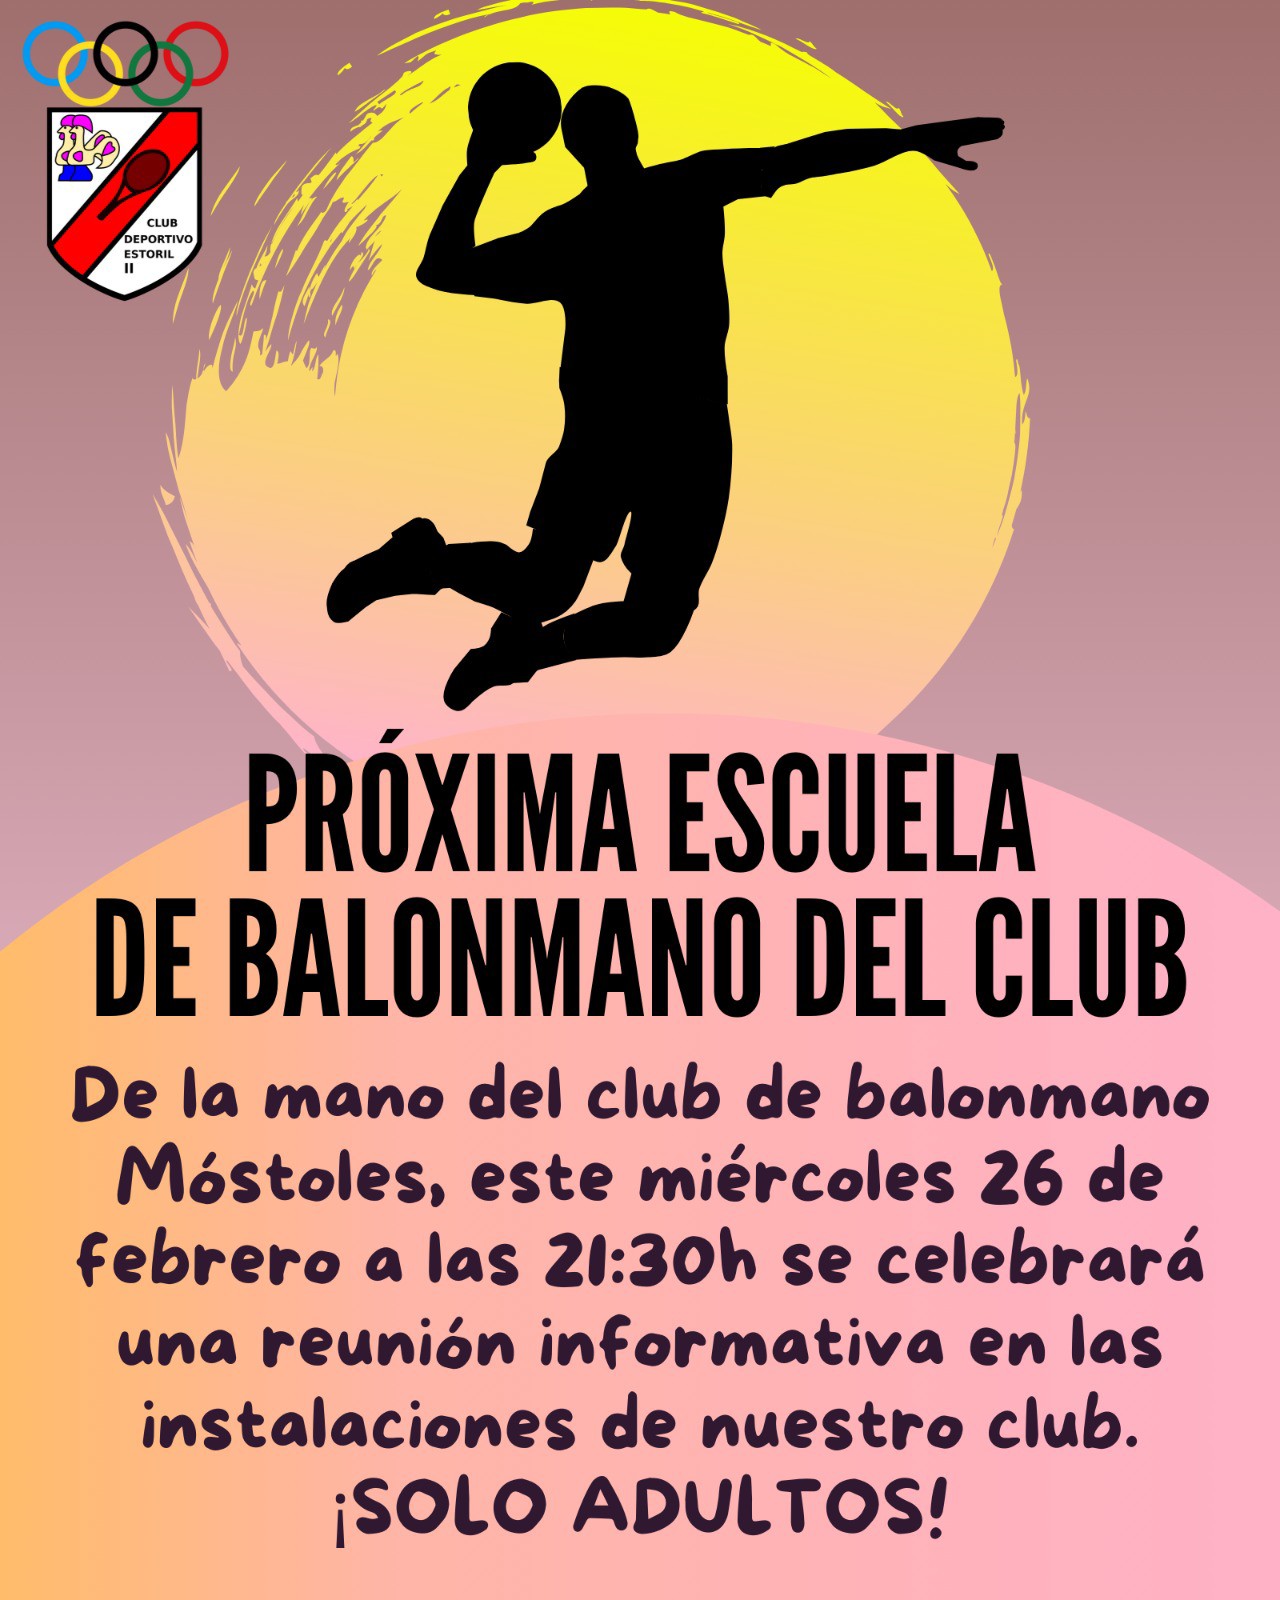 CLUB
DEPORTIVO
ESTORIL
II
PRÓXIMA ESCUELA
DE BALONMANO DEL CLUB
De la mano del club de balonmano
Móstoles, este miércoles 26 de
febrero a las 21:30h se celebrará
una reunión informativa en las
instalaciones de nuestro club.
¡SOLO ADULTOS!